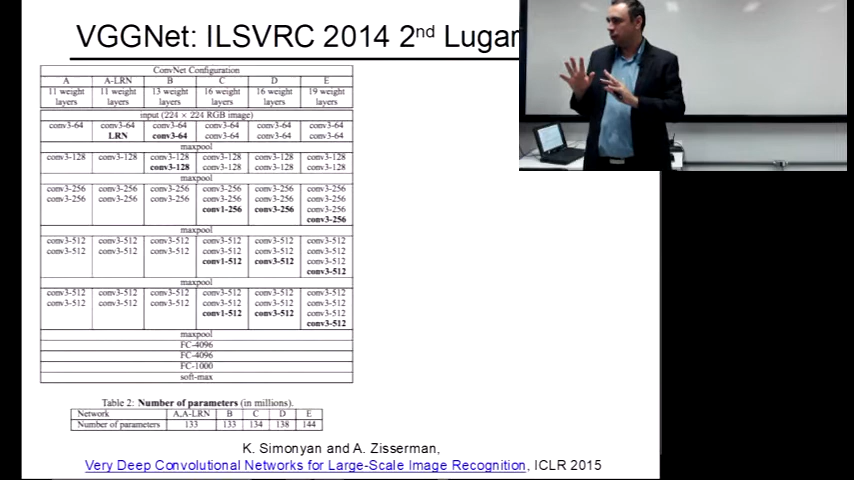 VGGNet: ILSVRC 2014 2nd Lugar
ConvNet Configuration
A A-LRN B C D E
11 weight layers 11 weight layers 13 weight layers 16 weight layers 16 weight layers 19 weight layers
input (224 × 224 RGB image)
conv3-64 conv3-64 conv3-64 conv3-64 conv3-64 conv3-64
LRN conv3-64 conv3-64 conv3-64 conv3-64
maxpool
conv3-128 conv3-128 conv3-128 conv3-128 conv3-128 conv3-128
conv3-128 conv3-128 conv3-128 conv3-128
maxpool
conv3-256 conv3-256 conv3-256 conv3-256 conv3-256 conv3-256
conv3-256 conv3-256 conv3-256 conv3-256 conv3-256 conv3-256
conv1-256 conv3-256 conv3-256
conv3-256
maxpool
conv3-512 conv3-512 conv3-512 conv3-512 conv3-512 conv3-512
conv3-512 conv3-512 conv3-512 conv3-512 conv3-512 conv3-512
conv1-512 conv3-512 conv3-512
conv3-512
maxpool
conv3-512 conv3-512 conv3-512 conv3-512 conv3-512 conv3-512
conv3-512 conv3-512 conv3-512 conv3-512 conv3-512 conv3-512
conv1-512 conv3-512 conv3-512
conv3-512
maxpool
FC-4096
FC-4096
FC-1000
soft-max
Table 2: Number of parameters (in millions).
Network A,A-LRN B C D E
Number of parameters 133 133 134 138 144
K. Simonyan and A. Zisserman,
Very Deep Convolutional Networks for Large-Scale Image Recognition, ICLR 2015